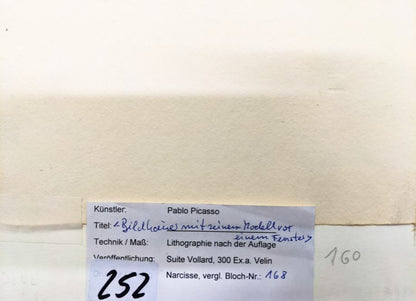 Künstler: Pablo Picasso
Titel: <Bildhauer mit seinem Modell vor
einem Fenster>
Technik / Maß: Lithographie nach der Auflage
160
Veröffentlichung: Suite Vollard, 300 Ex.a. Velin
Narcisse, vergl. Bloch-Nr.: 168
252